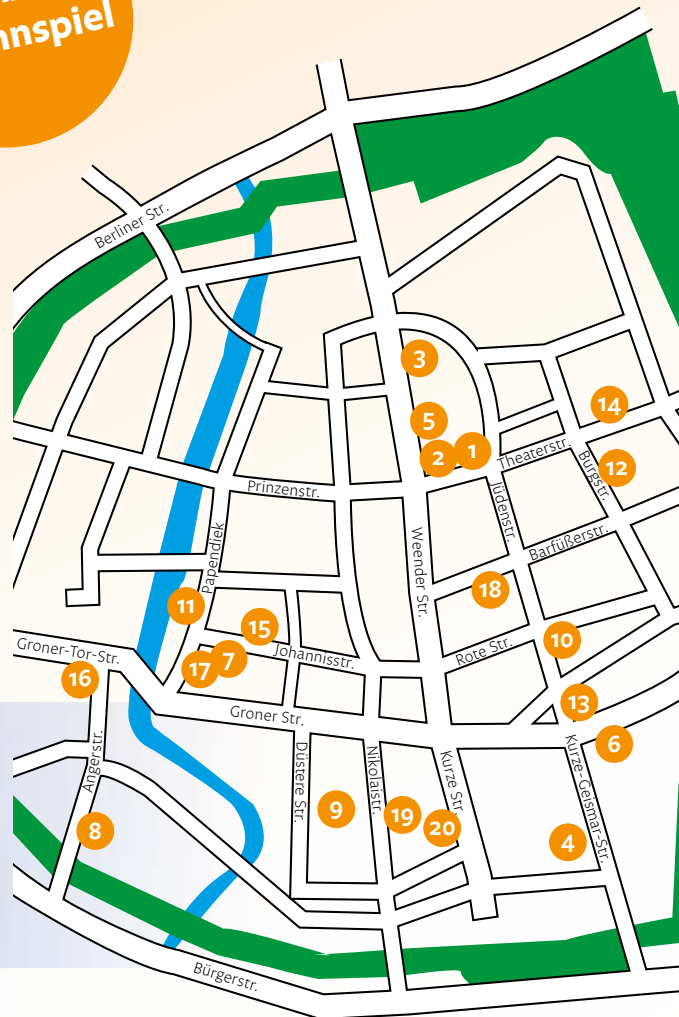 nnspiel
Berliner Str.
3
14
5
1
2
Theaterstr.
12
Burgstr.
Prinzenstr.
Jüdenstr.
Weender Str.
Barfüßerstr.
Papendiek
18
11
15
10
Groner-Tor-Str.
Johannisstr.
Rote Str.
7
17
16
13
Groner Str.
6
Angerstr.
Düstere Str.
Nikolaistr.
Kurze Str.
Kurze-Geismar-Str.
9
19
20
8
4
Bürgerstr.